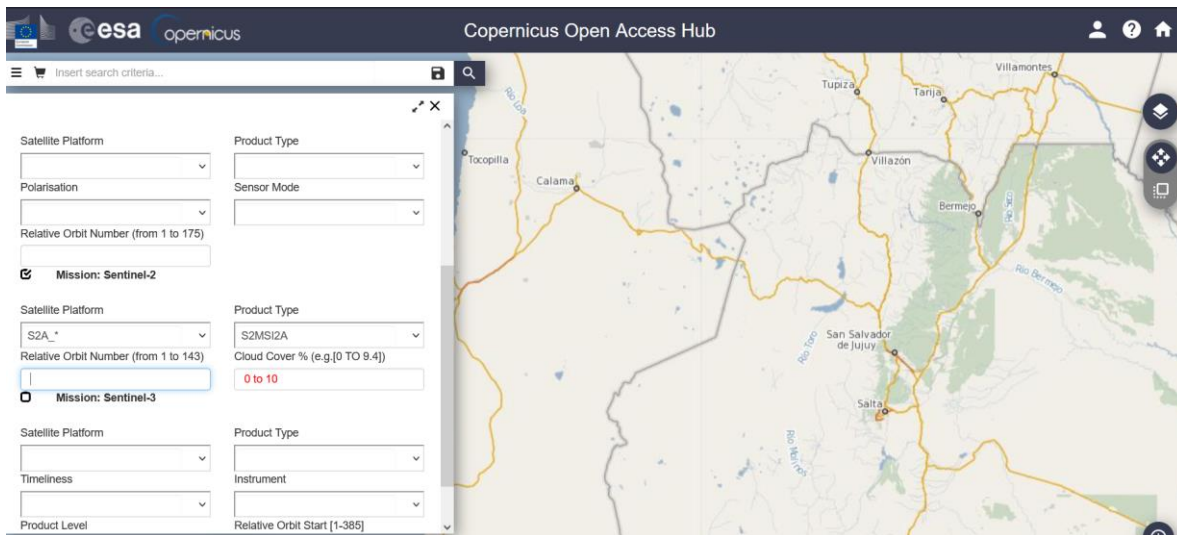 esa opernicus
Copernicus Open Access Hub
Insert search criteria...
Satellite Platform
Product Type
Polarisation
Sensor Mode
Relative Orbit Number (from 1 to 175)
Mission: Sentinel-2
Satellite Platform
Product Type
S2A_*
S2MSI2A
Relative Orbit Number (from 1 to 143)
Cloud Cover % (e.g.[0 TO 9.4])
0 to 10
Mission: Sentinel-3
Satellite Platform
Product Type
Timeliness
Instrument
Product Level
Relative Orbit Start [1-385]
Villamontes
Tupiza
Tarija
Río Loa
Tocopilla
Villazón
Calama
Bermejo
Río Bermejo
San Salvador
de Jujuy
Río Toro
Salta